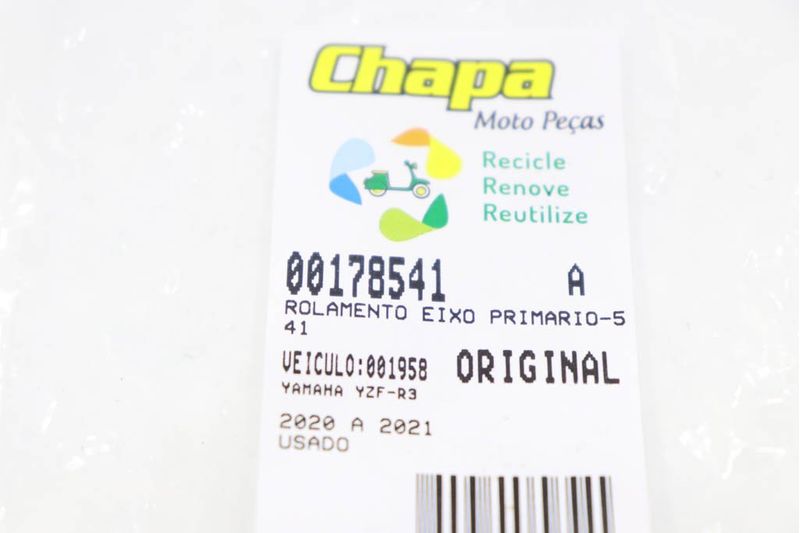 Chapa
Moto Peças
Recicle
Renove
Reutilize
00178541 A
ROLAMENTO EIXO PRIMARIO-5
41
VEICULO:001958 ORIGINAL
YAMAHA YZF-R3
2020 A 2021
USADO